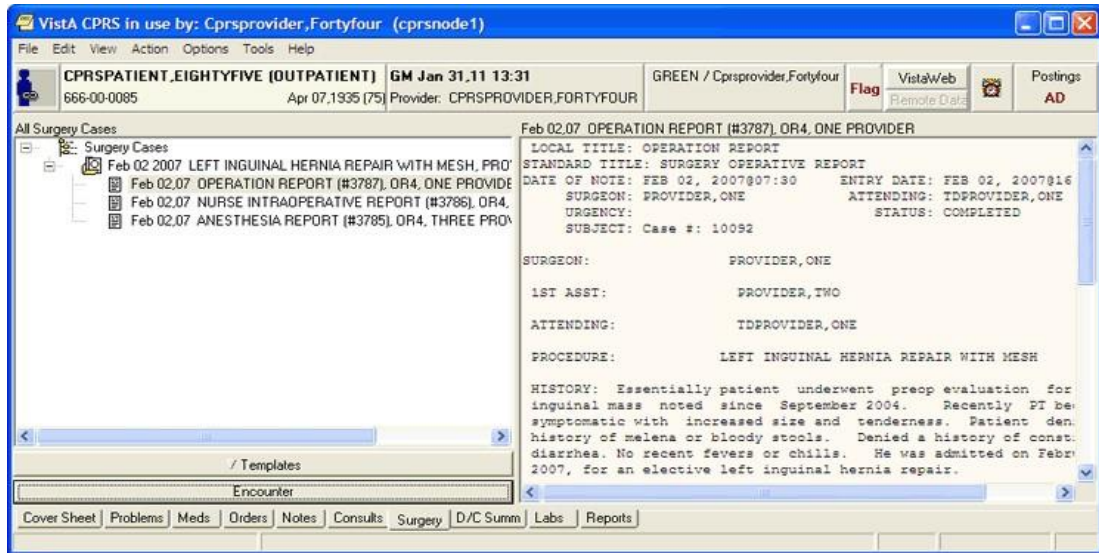 VistA CPRS in use by: Cprsprovider,Fortyfour (cprsnode1)
File Edit View Action Options Tools Help
CPRSPATIENT,EIGHTYFIVE (OUTPATIENT) GM Jan 31,11 13:31 GREEN / Cprsprovider,Fortyfour Flag VistaWeb Postings
666-00-0085 Apr 07,1935 (75) Provider: CPRSPROVIDER,FORTYFOUR Remote Data AD
All Surgery Cases
Surgery Cases
Feb 02 2007 LEFT INGUINAL HERNIA REPAIR WITH MESH, PRO
Feb 02,07 OPERATION REPORT (#3787), OR4, ONE PROVIDE
Feb 02,07 NURSE INTRAOPERATIVE REPORT (#3786), OR4,
Feb 02,07 ANESTHESIA REPORT (#3785), OR4, THREE PROV
/ Templates
Encounter
Feb 02,07 OPERATION REPORT (#3787), OR4, ONE PROVIDER
LOCAL TITLE: OPERATION REPORT
STANDARD TITLE: SURGERY OPERATIVE REPORT
DATE OF NOTE: FEB 02, 2007@07:30 ENTRY DATE: FEB 02, 2007@16
SURGEON: PROVIDER,ONE ATTENDING: TDPROVIDER,ONE
URGENCY: STATUS: COMPLETED
SUBJECT: Case #: 10092
SURGEON: PROVIDER,ONE
1ST ASST: PROVIDER,TWO
ATTENDING: TDPROVIDER,ONE
PROCEDURE: LEFT INGUINAL HERNIA REPAIR WITH MESH
HISTORY: Essentially patient underwent preop evaluation for
inguinal mass noted since September 2004. Recently PT be
symptomatic with increased size and tenderness. Patient den
history of melena or bloody stools. Denied a history of const
diarrhea. No recent fevers or chills. He was admitted on Febr
2007, for an elective left inguinal hernia repair.
Cover Sheet Problems Meds Orders Notes Consults Surgery D/C Summ Labs Reports